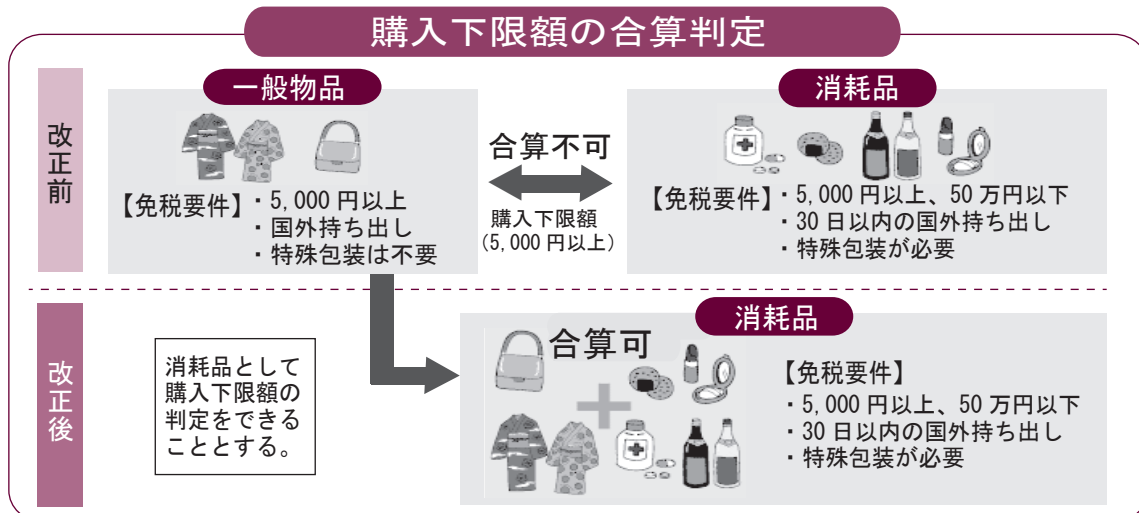 購入下限額の合算判定
改正前
一般物品
【免税要件】・5,000 円以上
・国外持ち出し
・特殊包装は不要
合算不可
購入下限額
(5,000 円以上)
消耗品
【免税要件】・5,000 円以上、50 万円以下
・30 日以内の国外持ち出し
・特殊包装が必要
改正後
消耗品として
購入下限額の
判定をできる
こととする。
消耗品
合算可
【免税要件】
・5,000 円以上、50 万円以下
・30 日以内の国外持ち出し
・特殊包装が必要